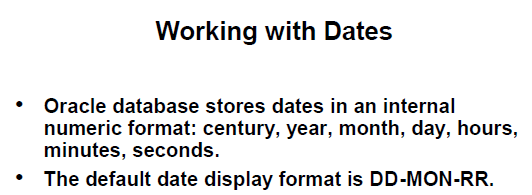 Working with Dates
• Oracle database stores dates in an internal
numeric format: century, year, month, day, hours,
minutes, seconds.
• The default date display format is DD-MON-RR.